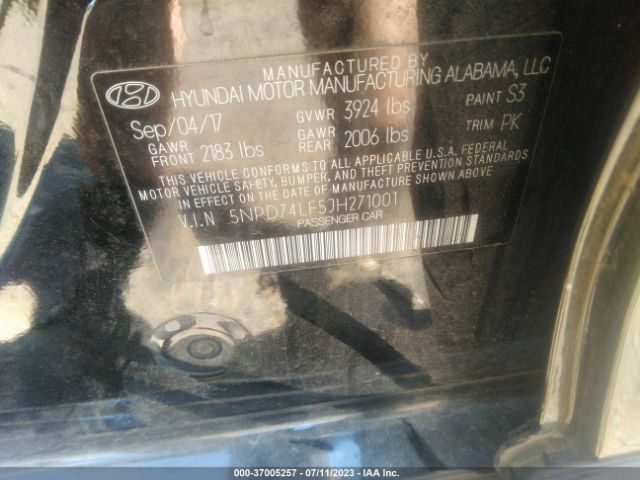 MANUFACTURED BY
HYUNDAI MOTOR MANUFACTURING ALABAMA, LLC
Sep/04/17 GVWR 3924 lbs PAINT S3
GAWR FRONT 2183 lbs GAWR REAR 2006 lbs TRIM PK
THIS VEHICLE CONFORMS TO ALL APPLICABLE U.S.A. FEDERAL
MOTOR VEHICLE SAFETY, BUMPER, AND THEFT PREVENTION STANDARDS
IN EFFECT ON THE DATE OF MANUFACTURE SHOWN ABOVE.
V.I.N 5NPD74LF5JH271001
PASSENGER CAR
000-37005257 - 07/11/2023 - IAA Inc.